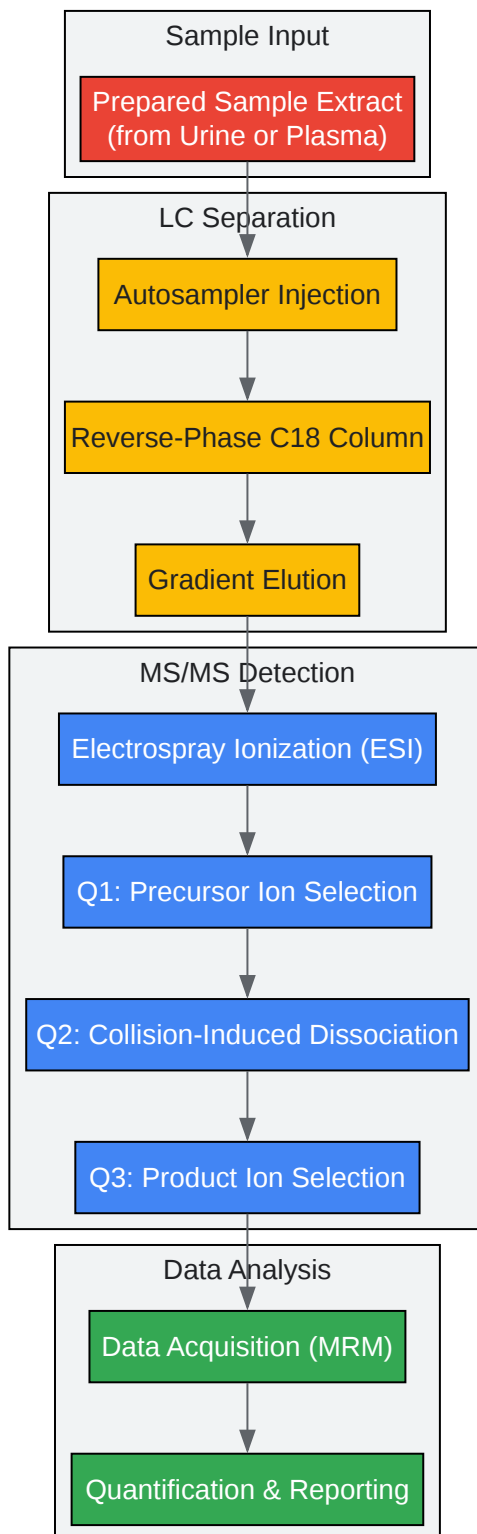 Sample Input
Prepared Sample Extract
(from Urine or Plasma)
LC Separation
Autosampler Injection
Reverse-Phase C18 Column
Gradient Elution
MS/MS Detection
Electrospray Ionization (ESI)
Q1: Precursor Ion Selection
Q2: Collision-Induced Dissociation
Q3: Product Ion Selection
Data Analysis
Data Acquisition (MRM)
Quantification & Reporting